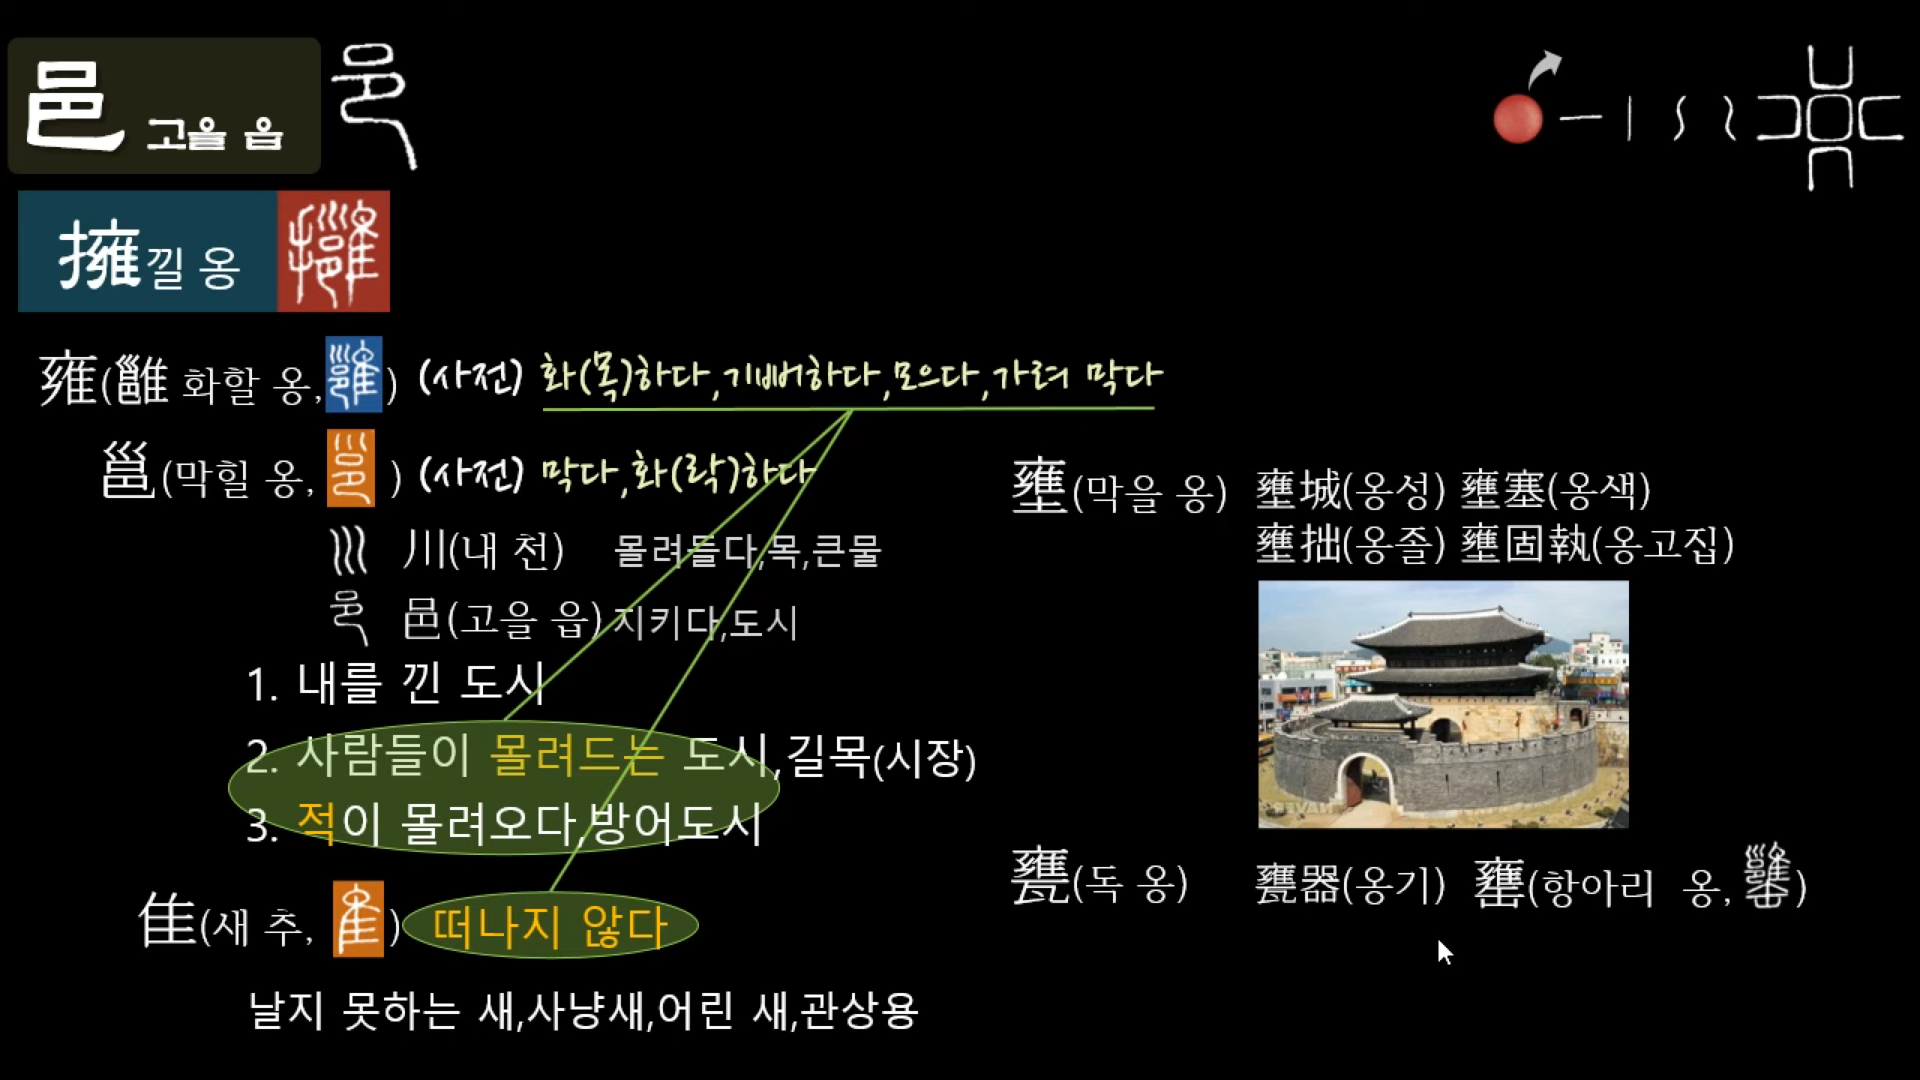 邑 고을 읍
擁 낄 옹
雍(雝 화할 옹, ) (사전) 화(목)하다,기뻐하다,모으다,가려 막다
邕(막힐 옹, ) (사전) 막다,화(락)하다
川(내 천) 몰려들다,목,큰물
邑(고을 읍) 지키다,도시
1. 내를 낀 도시
2. 사람들이 몰려드는 도시,길목(시장)
3. 적이 몰려오다,방어도시
隹(새 추, ) 떠나지 않다
날지 못하는 새,사냥새,어린 새,관상용
壅(막을 옹) 壅城(옹성) 壅塞(옹색)
壅拙(옹졸) 壅固執(옹고집)
甕(독 옹) 甕器(옹기) 罋(항아리 옹, )